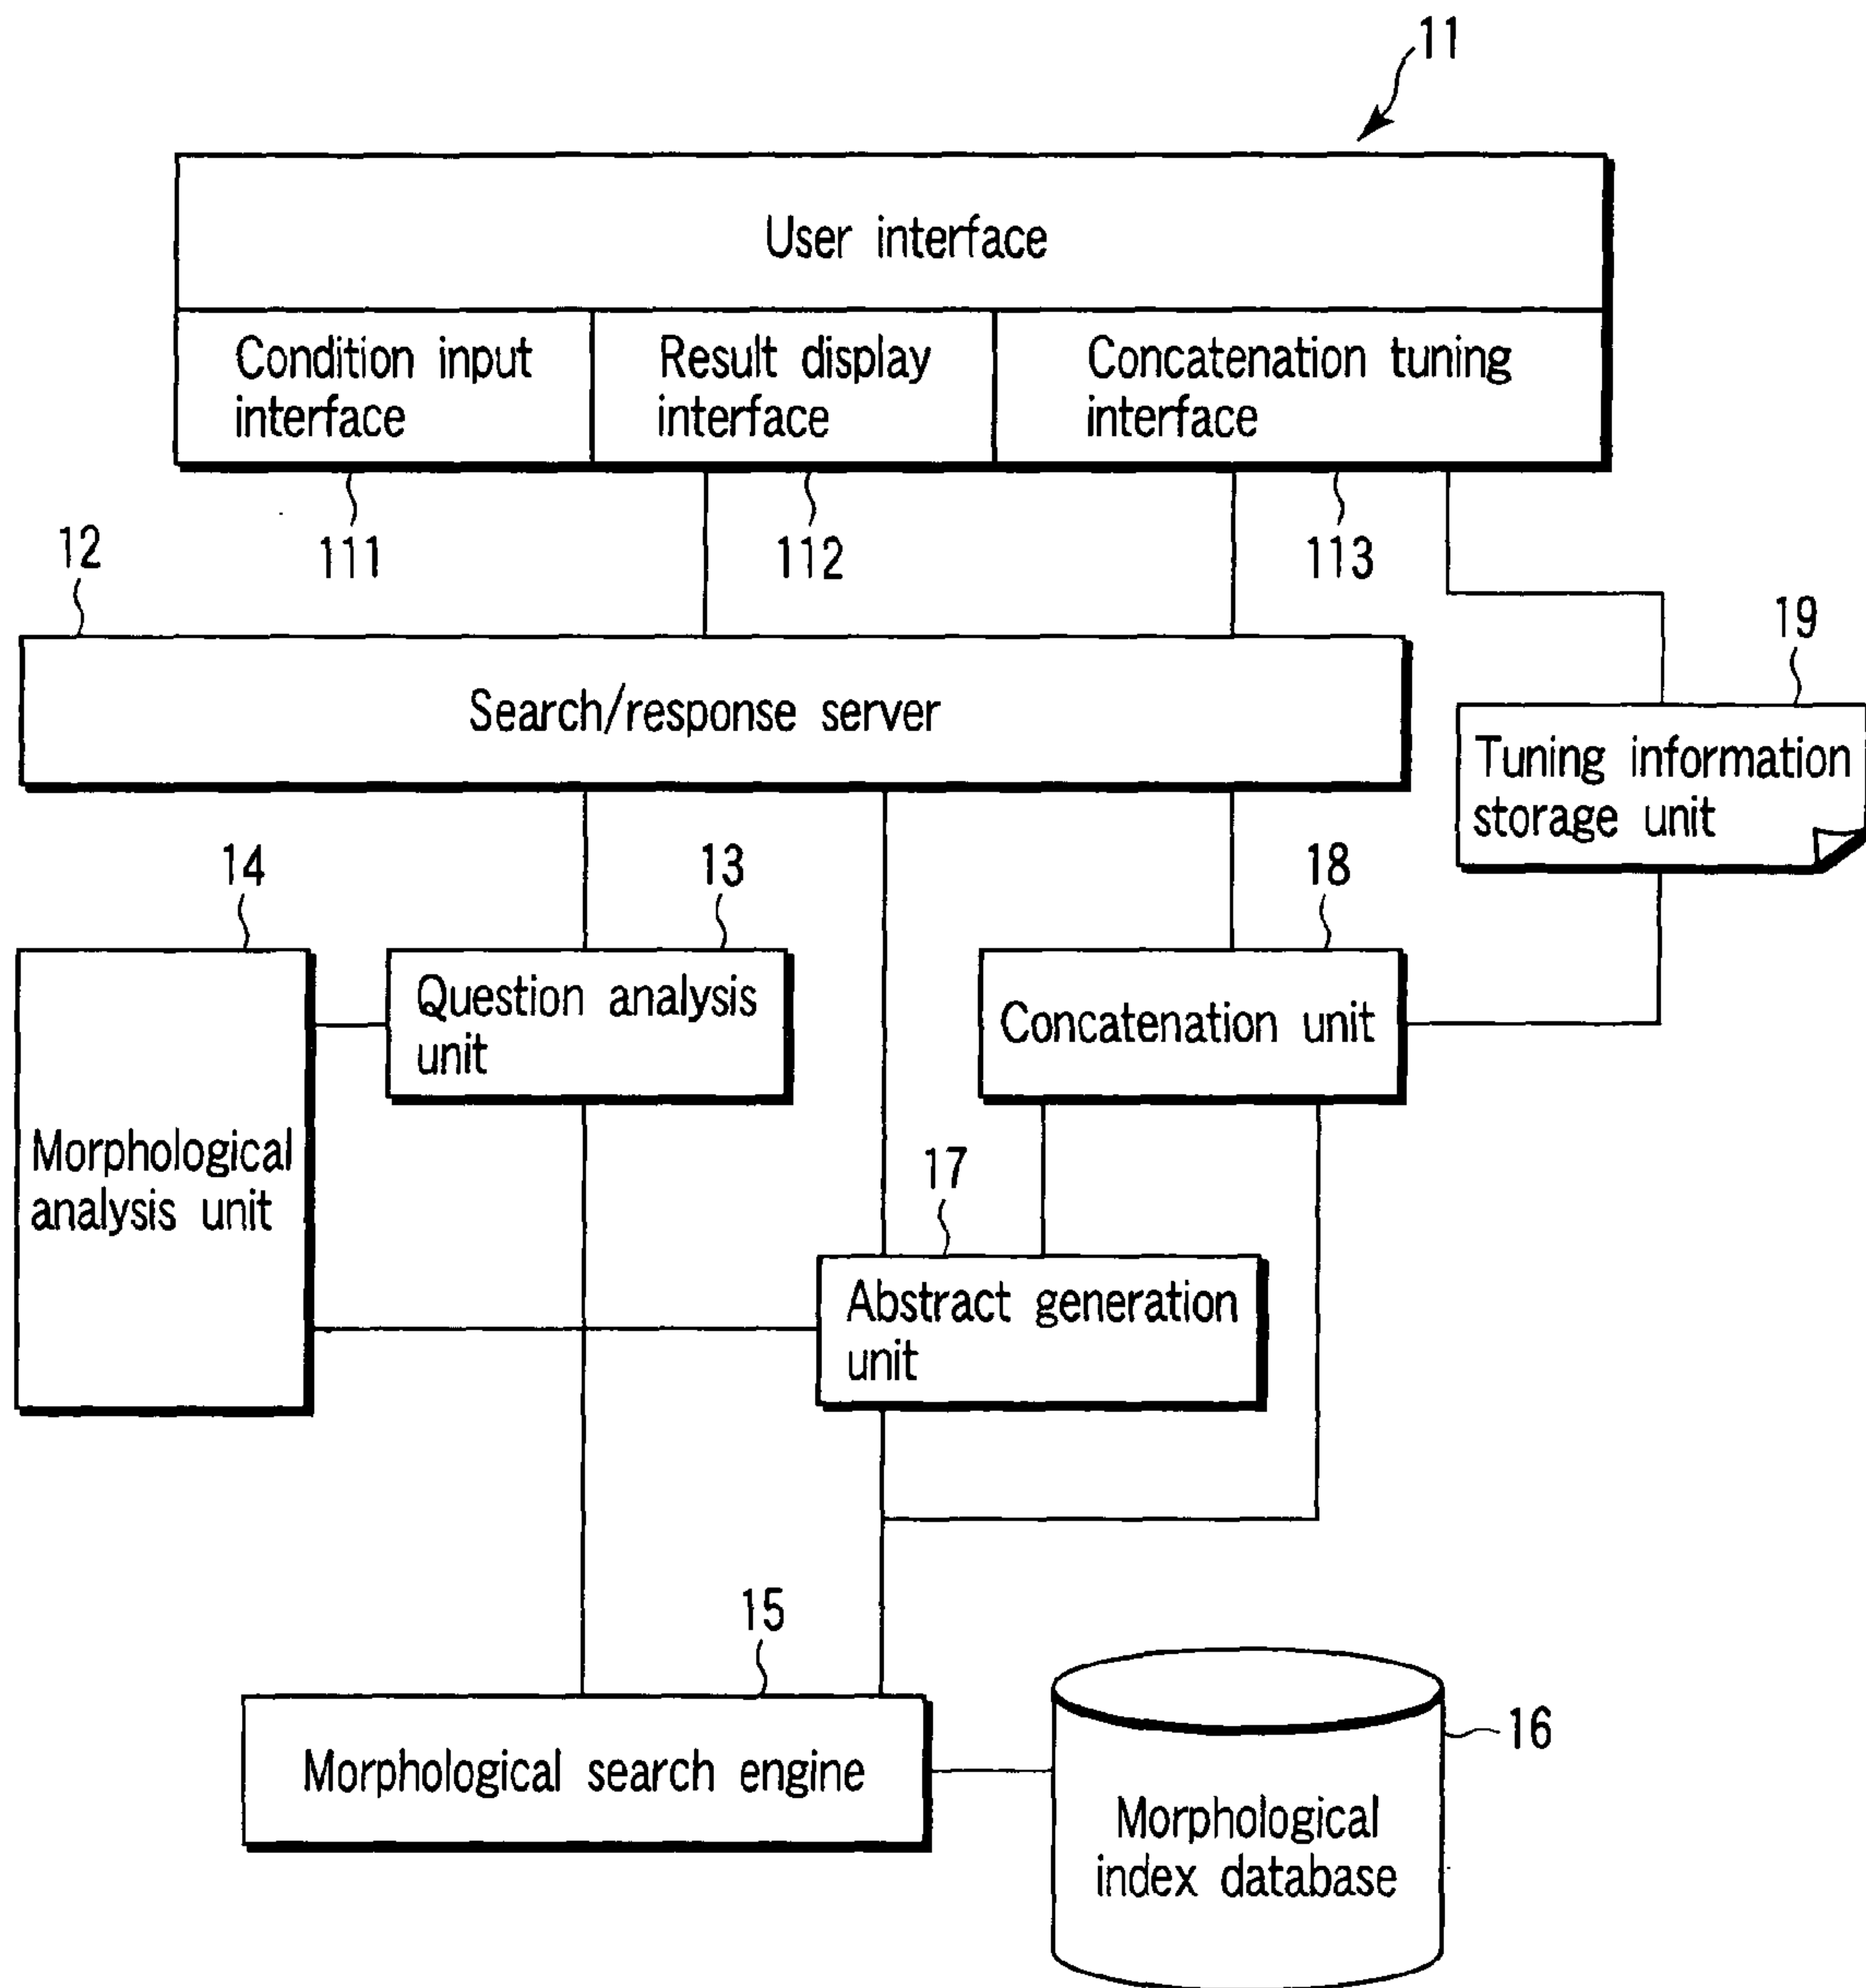 11
User interface
Condition input
interface
Result display
interface
Concatenation tuning
interface
111
112
113
12
Search/response server
19
Tuning information
storage unit
14
Morphological
analysis unit
13
Question analysis
unit
18
Concatenation unit
17
Abstract generation
unit
15
Morphological search engine
16
Morphological
index database